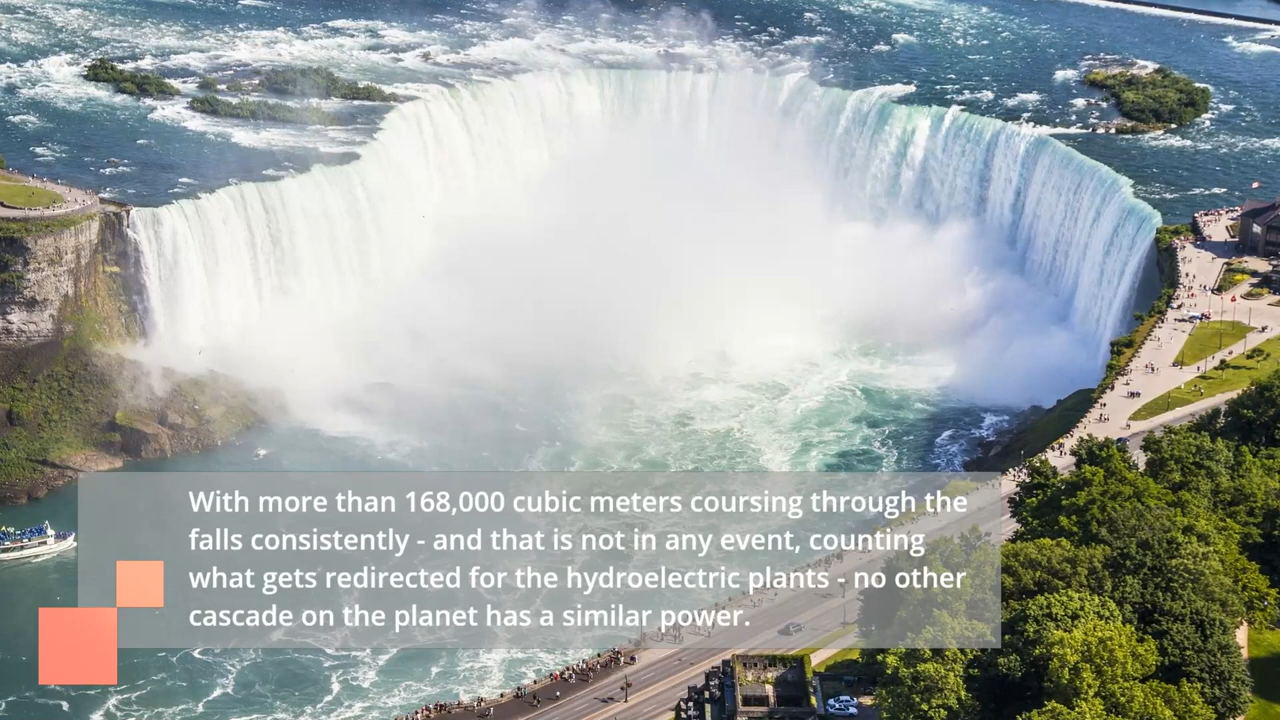 With more than 168,000 cubic meters coursing through the
falls consistently - and that is not in any event, counting
what gets redirected for the hydroelectric plants - no other
cascade on the planet has a similar power.